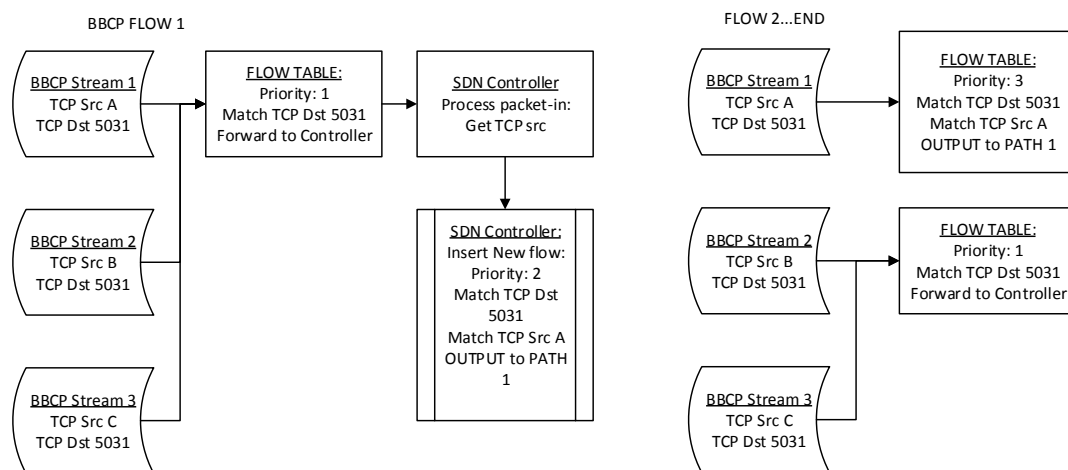 BBCP FLOW 1
BBCP Stream 1
TCP Src A
TCP Dst 5031
FLOW TABLE:
Priority: 1
Match TCP Dst 5031
Forward to Controller
SDN Controller
Process packet-in:
Get TCP src
BBCP Stream 2
TCP Src B
TCP Dst 5031
SDN Controller:
Insert New flow:
Priority: 2
Match TCP Dst
5031
Match TCP Src A
OUTPUT to PATH
1
BBCP Stream 3
TCP Src C
TCP Dst 5031
FLOW 2...END
BBCP Stream 1
TCP Src A
TCP Dst 5031
FLOW TABLE:
Priority: 3
Match TCP Dst 5031
Match TCP Src A
OUTPUT to PATH 1
BBCP Stream 2
TCP Src B
TCP Dst 5031
FLOW TABLE:
Priority: 1
Match TCP Dst 5031
Forward to Controller
BBCP Stream 3
TCP Src C
TCP Dst 5031